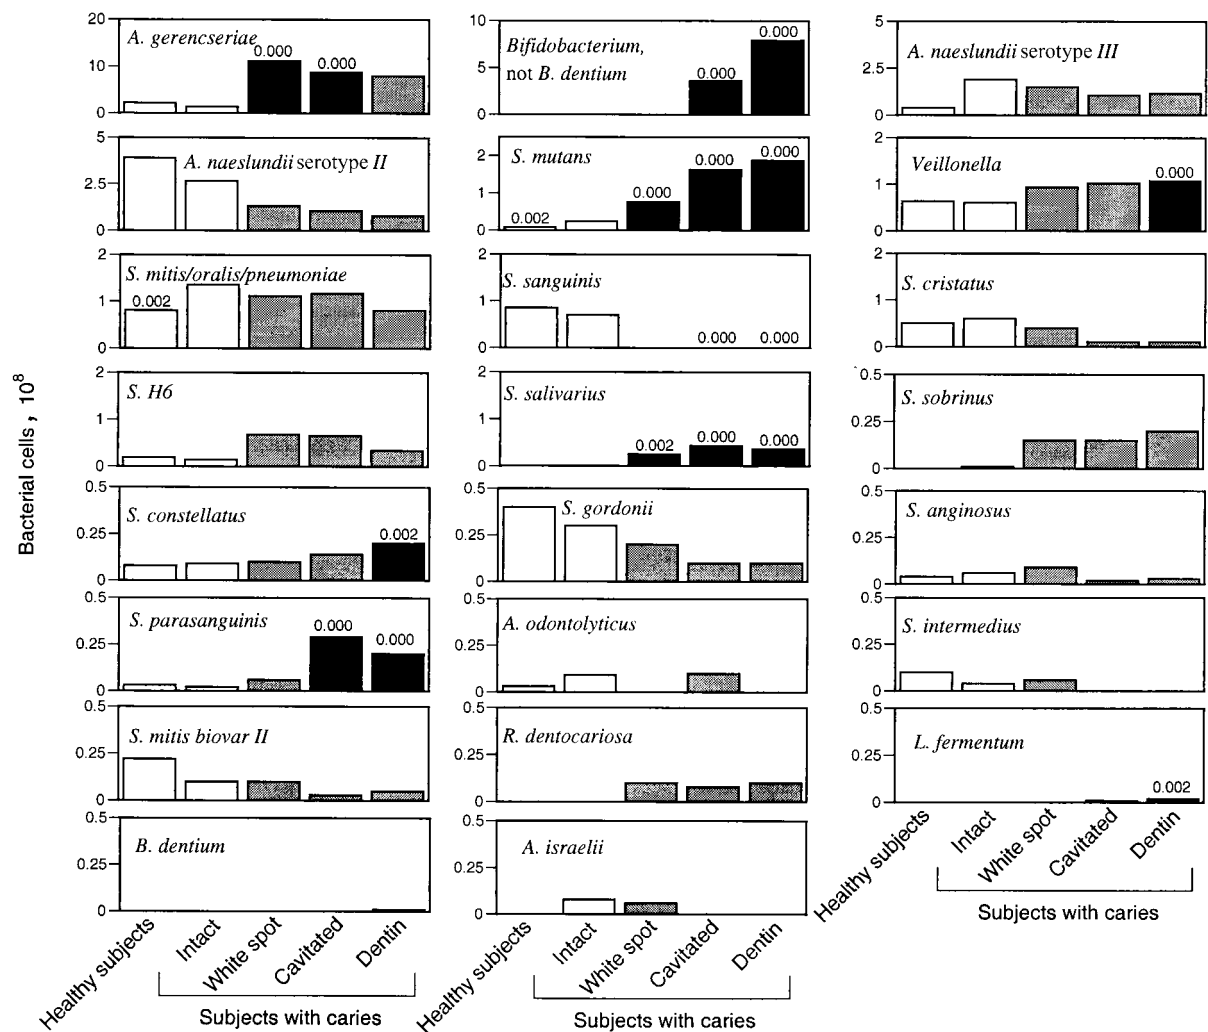 Bacterial cells, 10⁸
20
10
0
A. gerencseriae
0.000
0.000
5
2.5
0
A. naeslundii serotype II
2
1
0
S. mitis/oralis/pneumoniae
0.002
2
1
0
S. H6
0.5
0.25
0
S. constellatus
0.002
0.5
0.25
0
S. parasanguinis
0.000
0.000
0.5
0.25
0
S. mitis biovar II
0.5
0.25
0
B. dentium
Healthy subjects
Intact
White spot
Cavitated
Dentin
Subjects with caries
10
5
0
Bifidobacterium,
not B. dentium
0.000
0.000
2
1
0
S. mutans
0.002
0.000
0.000
0.000
2
1
0
S. sanguinis
0.000
0.000
2
1
0
S. salivarius
0.002
0.000
0.000
0.5
0.25
0
S. gordonii
0.5
0.25
0
A. odontolyticus
0.5
0.25
0
R. dentocariosa
0.5
0.25
0
A. israelii
Healthy subjects
Intact
White spot
Cavitated
Dentin
Subjects with caries
5
2.5
0
A. naeslundii serotype III
2
1
0
Veillonella
0.000
2
1
0
S. cristatus
0.5
0.25
0
S. sobrinus
0.5
0.25
0
S. anginosus
0.5
0.25
0
S. intermedius
0.5
0.25
0
L. fermentum
0.002
Healthy subjects
Intact
White spot
Cavitated
Dentin
Subjects with caries